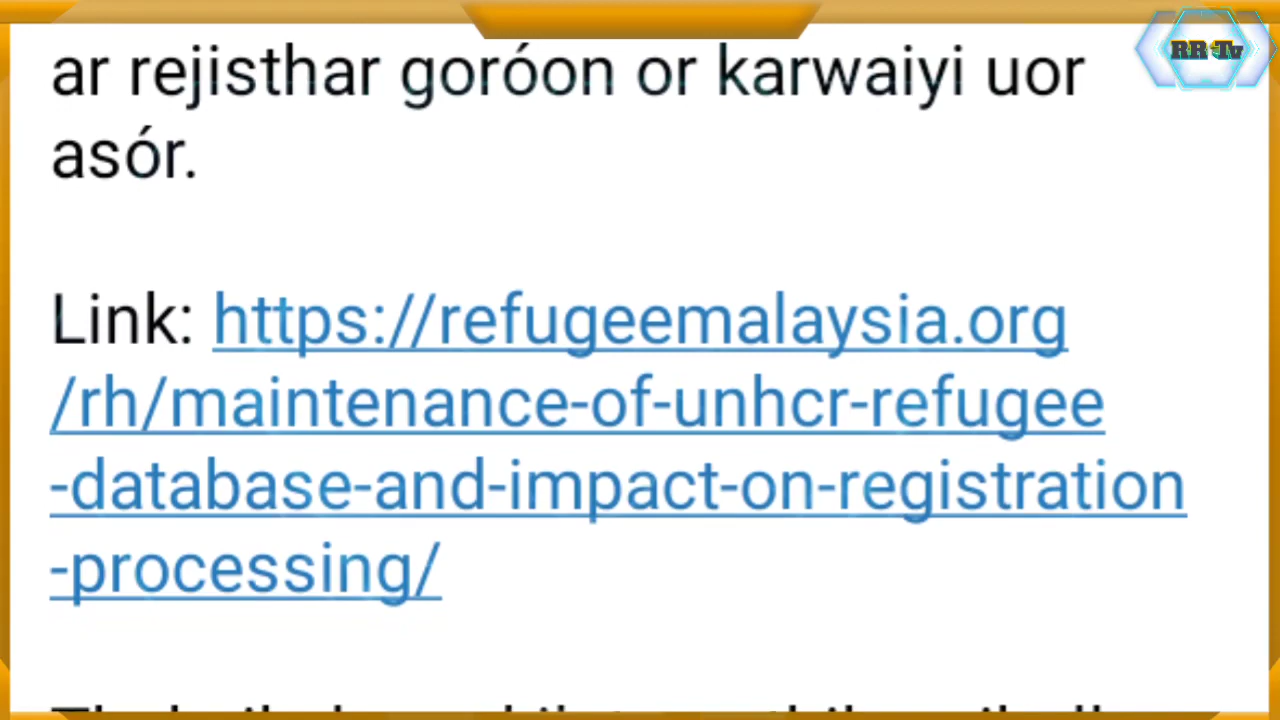 RR Tv
ar rejisthar goróon or karwaiyi uor
asór.
Link: https://refugeemalaysia.org
/rh/maintenance-of-unhcr-refugee
-database-and-impact-on-registration
-processing/